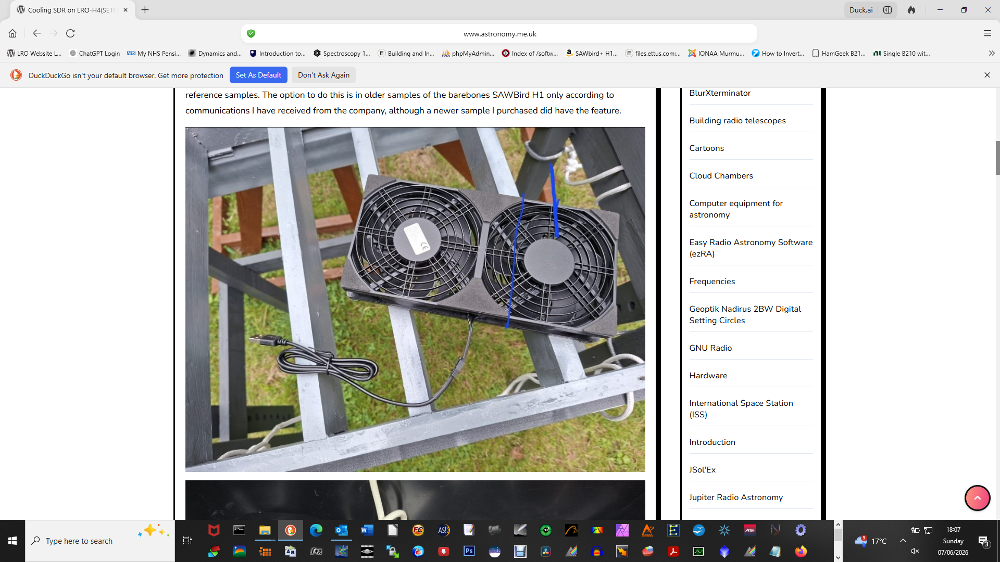 Cooling SDR on LRO-H4(SETI
Duck.ai
www.astronomy.me.uk
LRO Website L...
ChatGPT Login
My NHS Pensi...
Dynamics and...
Introduction to...
Spectroscopy 1...
Building and In...
phpMyAdmin...
Index of /softw...
SAWbird+ H1...
files.ettus.com:...
IONAA Murmu...
How to Invert...
HamGeek B21...
Single B210 wit...
DuckDuckGo isn't your default browser. Get more protection
Set As Default
Don't Ask Again
reference samples. The option to do this is in older samples of the barebones SAWBird H1 only according to
communications I have received from the company, although a newer sample I purchased did have the feature.
CE
BlurXterminator
Building radio telescopes
Cartoons
Cloud Chambers
Computer equipment for
astronomy
Easy Radio Astronomy Software
(ezRA)
Frequencies
Geoptik Nadirus 2BW Digital
Setting Circles
GNU Radio
Hardware
International Space Station
(ISS)
Introduction
JSol'Ex
Jupiter Radio Astronomy
Type here to search
5
17°C
18:07
Sunday
07/06/2026
3